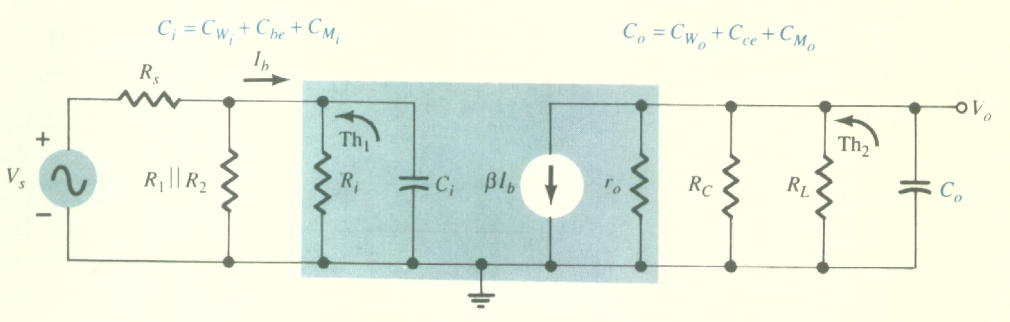 C_i = C_{W_i} + C_{be} + C_{M_i}
C_o = C_{W_o} + C_{ce} + C_{M_o}
R_s
I_b
+
V_s
−
R_1 || R_2
Th_1
R_i
C_i
βI_b
r_o
R_C
R_L
Th_2
C_o
V_o